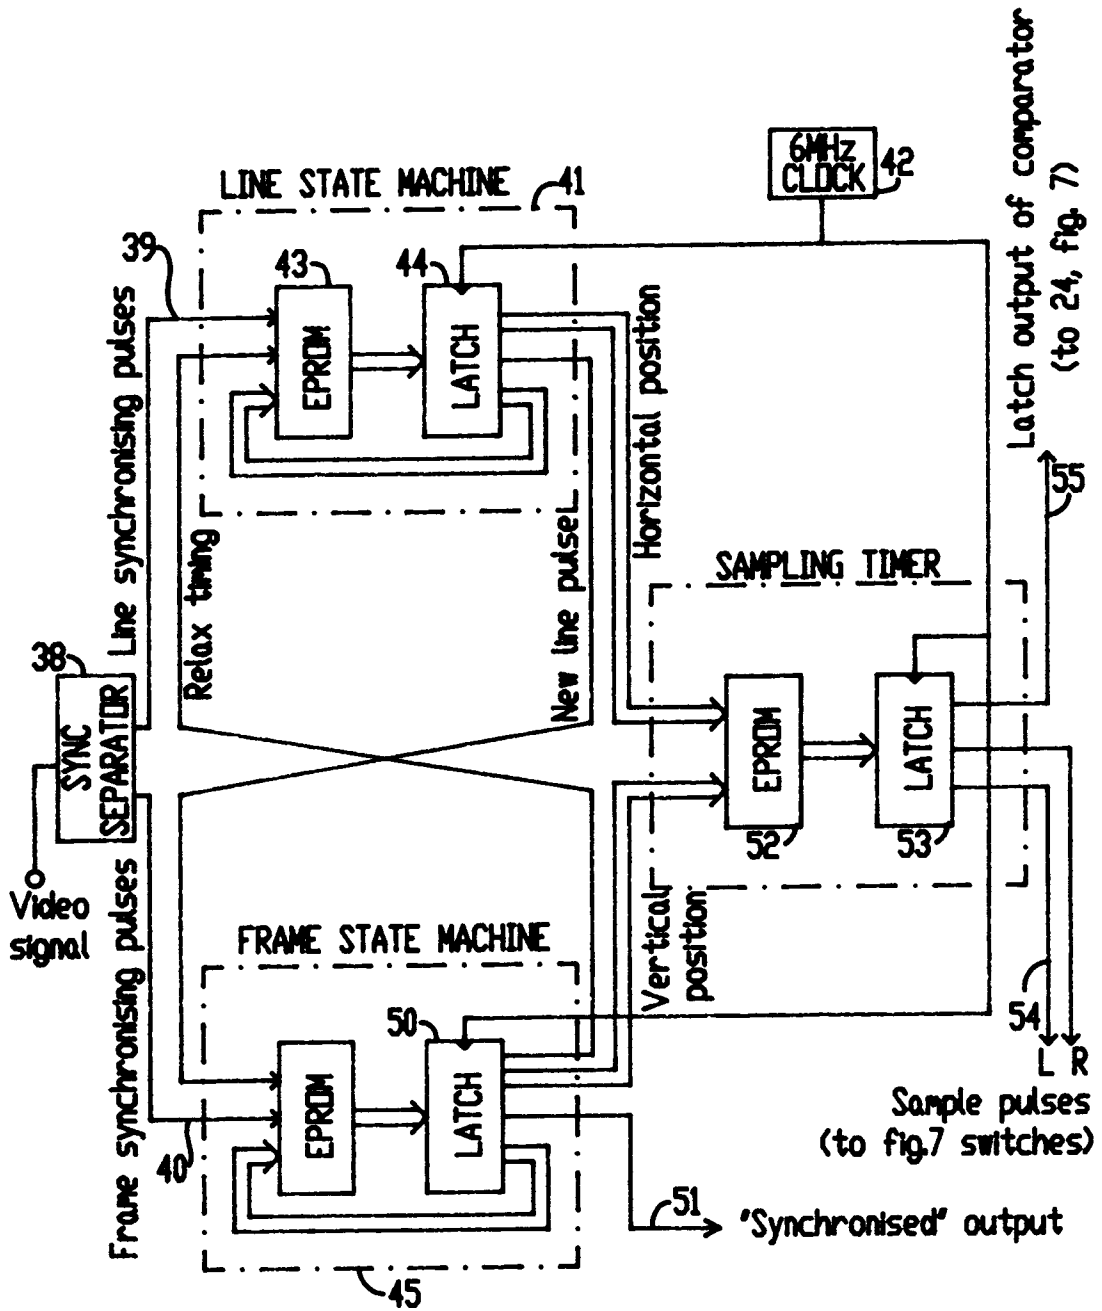 6MHz
CLOCK
42
Latch output of comparator
(to 24, fig. 7)
LINE STATE MACHINE
41
39
43
44
EPROM
LATCH
Line synchronising pulses
Relax timing
New line pulse
Horizontal position
55
SAMPLING TIMER
38
SYNC
SEPARATOR
EPROM
52
LATCH
53
Video
signal
Frame synchronising pulses
FRAME STATE MACHINE
Vertical
position
50
54
EPROM
LATCH
L R
Sample pulses
(to fig.7 switches)
40
51
"Synchronised" output
45